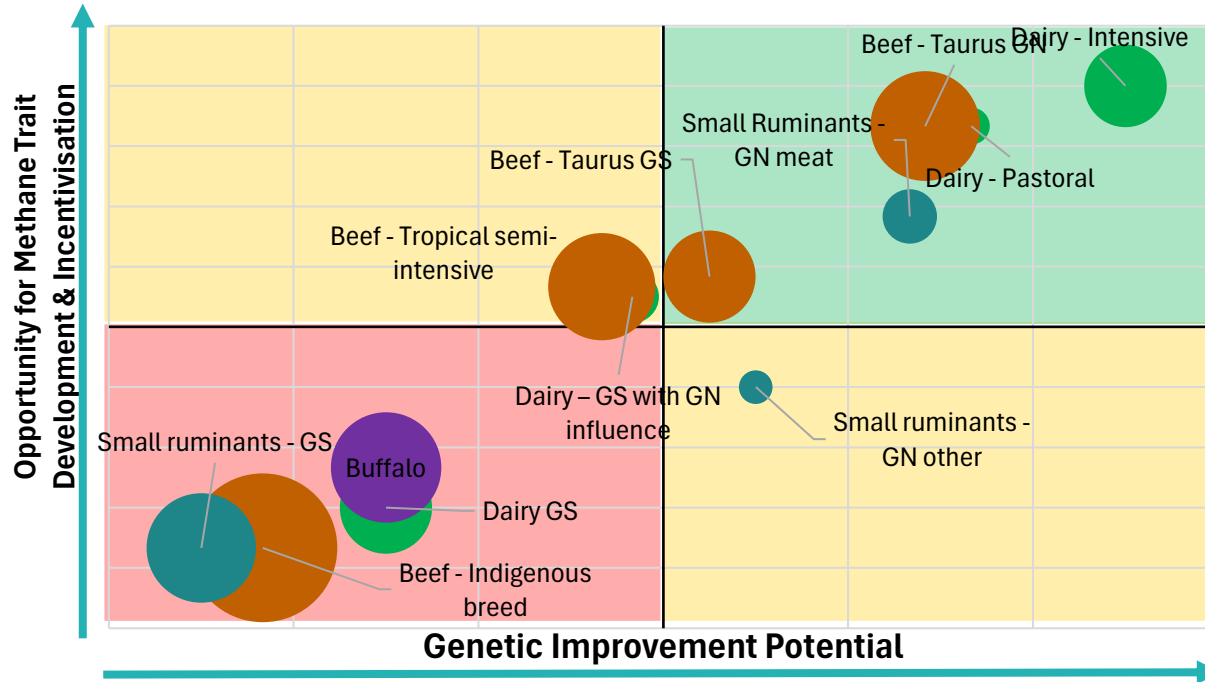 Opportunity for Methane Trait
Development & Incentivisation
Dairy - Intensive
Beef - Taurus GN
Small Ruminants -
GN meat
Beef - Taurus GS
Dairy - Pastoral
Beef - Tropical semi-
intensive
Dairy – GS with GN
influence
Small ruminants -
GN other
Small ruminants - GS
Buffalo
Dairy GS
Beef - Indigenous
breed
Genetic Improvement Potential